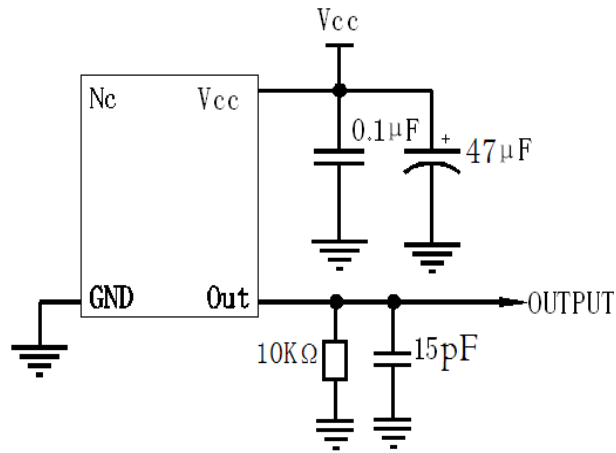 Vcc
Nc
Vcc
0.1μF
+
47μF
GND
Out
OUTPUT
10KΩ
15pF